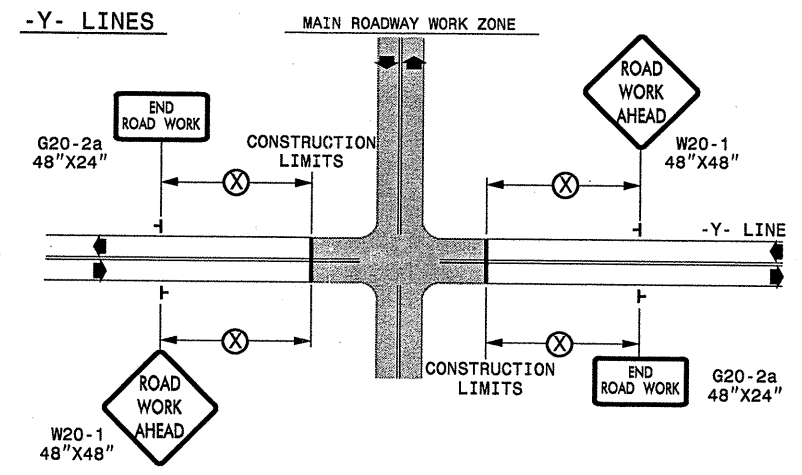 -Y- LINES
MAIN ROADWAY WORK ZONE
END
ROAD WORK
G20-2a
48"X24"
CONSTRUCTION
LIMITS
ROAD
WORK
AHEAD
W20-1
48"X48"
X
X
-Y- LINE
X
X
ROAD
WORK
AHEAD
W20-1
48"X48"
CONSTRUCTION
LIMITS
END
ROAD WORK
G20-2a
48"X24"